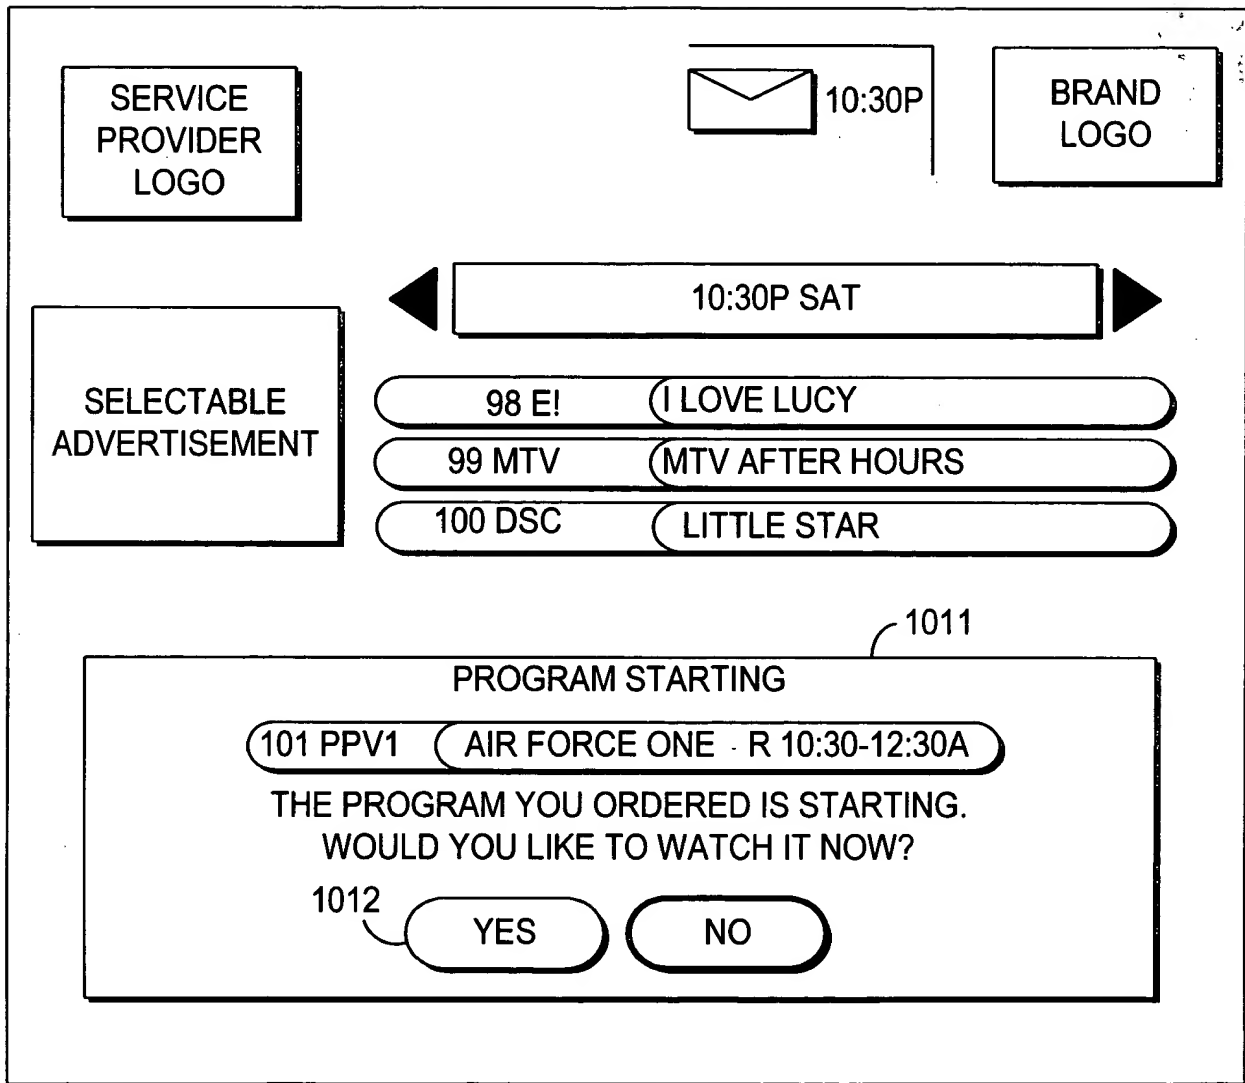 SERVICE
PROVIDER
LOGO
10:30P
BRAND
LOGO
10:30P SAT
SELECTABLE
ADVERTISEMENT
98 E! I LOVE LUCY
99 MTV MTV AFTER HOURS
100 DSC LITTLE STAR
1011
PROGRAM STARTING
101 PPV1 AIR FORCE ONE - R 10:30-12:30A
THE PROGRAM YOU ORDERED IS STARTING.
WOULD YOU LIKE TO WATCH IT NOW?
1012
YES NO